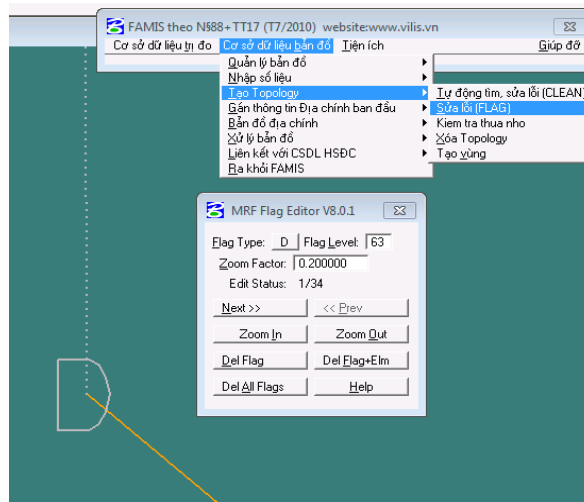 FAMIS theo N§88+TT17 (T7/2010) website:www.vilis.vn
Cơ sở dữ liệu trị đo Cơ sở dữ liệu bản đồ Tiện ích Giúp đỡ
Quản lý bản đồ
Nhập số liệu
Tạo Topology
Gán thông tin Địa chính ban đầu
Bản đồ địa chính
Xử lý bản đồ
Liên kết với CSDL HSĐC
Ra khỏi FAMIS
Tự động tìm, sửa lỗi (CLEAN)
Sửa lỗi (FLAG)
Kiem tra thua nho
Xóa Topology
Tạo vùng
MRF Flag Editor V8.0.1
Flag Type: D Flag Level: 63
Zoom Factor: 0.200000
Edit Status: 1/34
Next >> << Prev
Zoom In Zoom Out
Del Flag Del Flag+Elm
Del All Flags Help
D